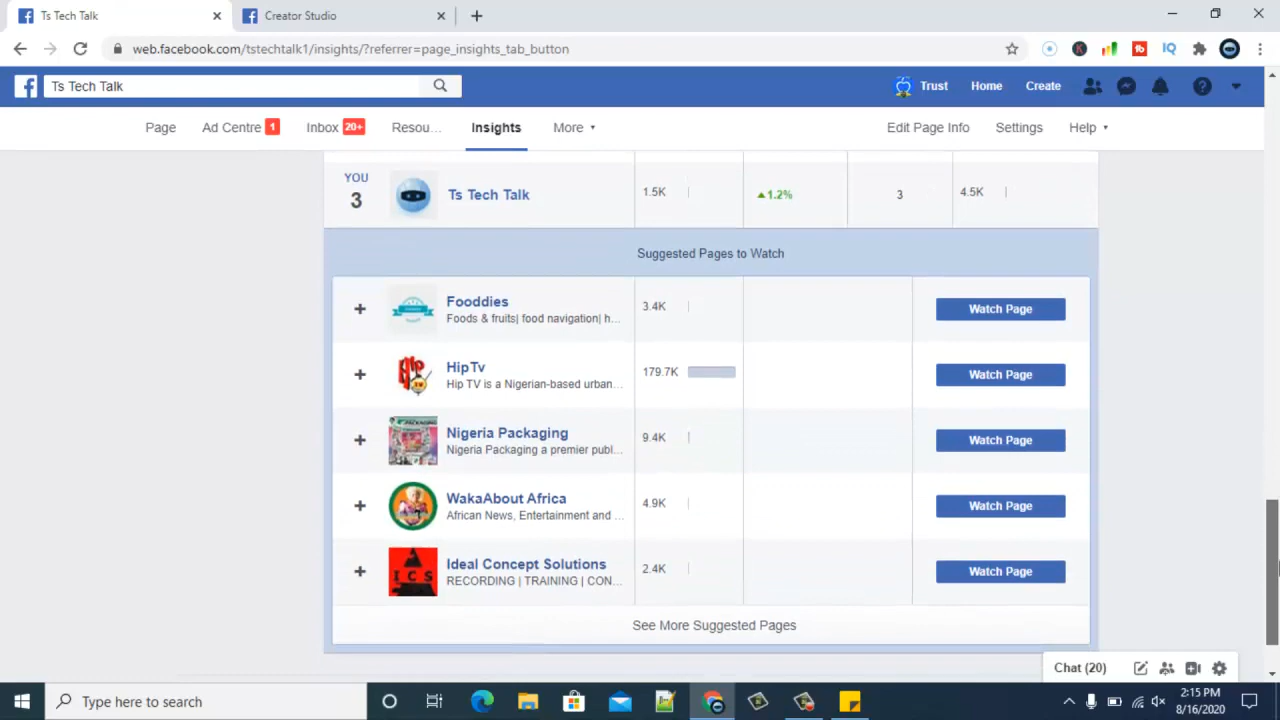 Ts Tech Talk
Creator Studio
web.facebook.com/tstechtalk1/insights/?referrer=page_insights_tab_button
Ts Tech Talk
Trust
Home
Create
Page
Ad Centre 1
Inbox 20+
Resou...
Insights
More
Edit Page Info
Settings
Help
YOU
3
Ts Tech Talk
1.5K
1.2%
3
4.5K
Suggested Pages to Watch
Fooddies
Foods & fruits| food navigation| h...
3.4K
Watch Page
HipTv
Hip TV is a Nigerian-based urban...
179.7K
Watch Page
Nigeria Packaging
Nigeria Packaging a premier publ...
9.4K
Watch Page
WakaAbout Africa
African News, Entertainment and ...
4.9K
Watch Page
ICS
Ideal Concept Solutions
RECORDING | TRAINING | CON...
2.4K
Watch Page
See More Suggested Pages
Chat (20)
Type here to search
2:15 PM
8/16/2020